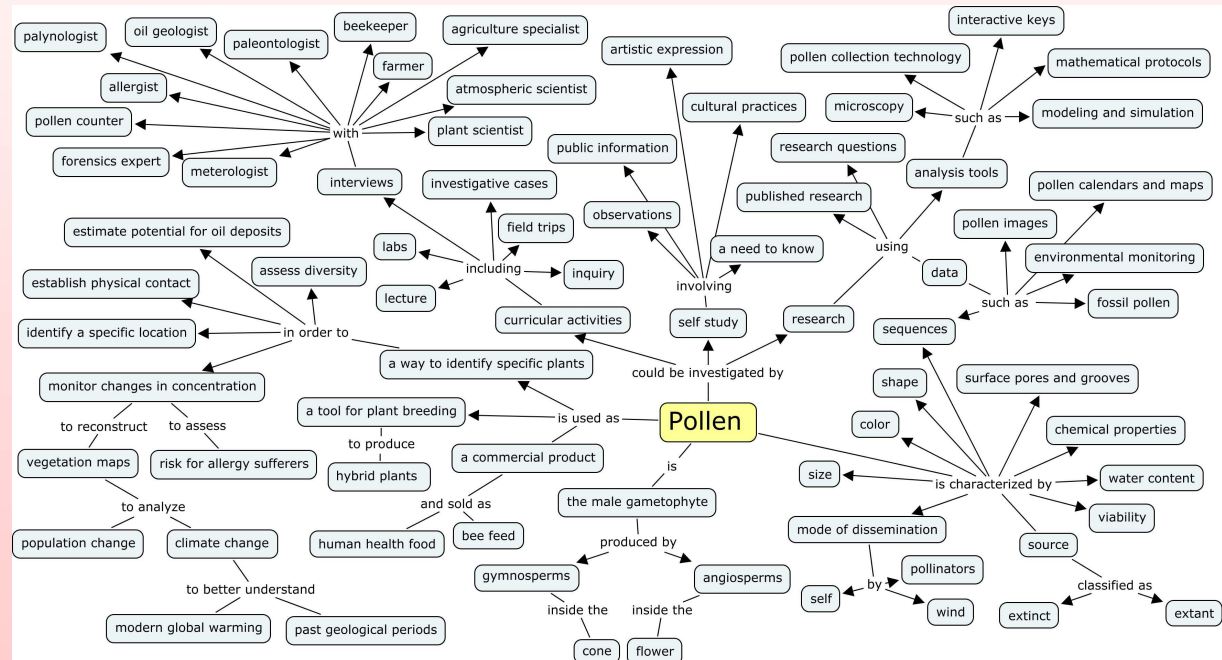 interactive keys
beekeeper
oil geologist
agriculture specialist
palynologist
paleontologist
artistic expression
pollen collection technology
mathematical protocols
farmer
allergist
atmospheric scientist
cultural practices
microscopy
such as
modeling and simulation
pollen counter
with
plant scientist
public information
research questions
forensics expert
meterologist
interviews
investigative cases
published research
analysis tools
pollen calendars and maps
observations
pollen images
estimate potential for oil deposits
field trips
labs
using
a need to know
environmental monitoring
assess diversity
including
inquiry
data
establish physical contact
involving
lecture
such as
fossil pollen
curricular activities
self study
research
sequences
identify a specific location
in order to
a way to identify specific plants
could be investigated by
monitor changes in concentration
shape
surface pores and grooves
a tool for plant breeding
is used as
Pollen
color
chemical properties
to reconstruct
to assess
to produce
vegetation maps
risk for allergy sufferers
hybrid plants
a commercial product
is
size
is characterized by
water content
to analyze
and sold as
the male gametophyte
mode of dissemination
viability
population change
climate change
human health food
bee feed
produced by
source
gymnosperms
angiosperms
pollinators
to better understand
by
classified as
self
inside the
inside the
wind
extinct
extant
modern global warming
past geological periods
cone
flower